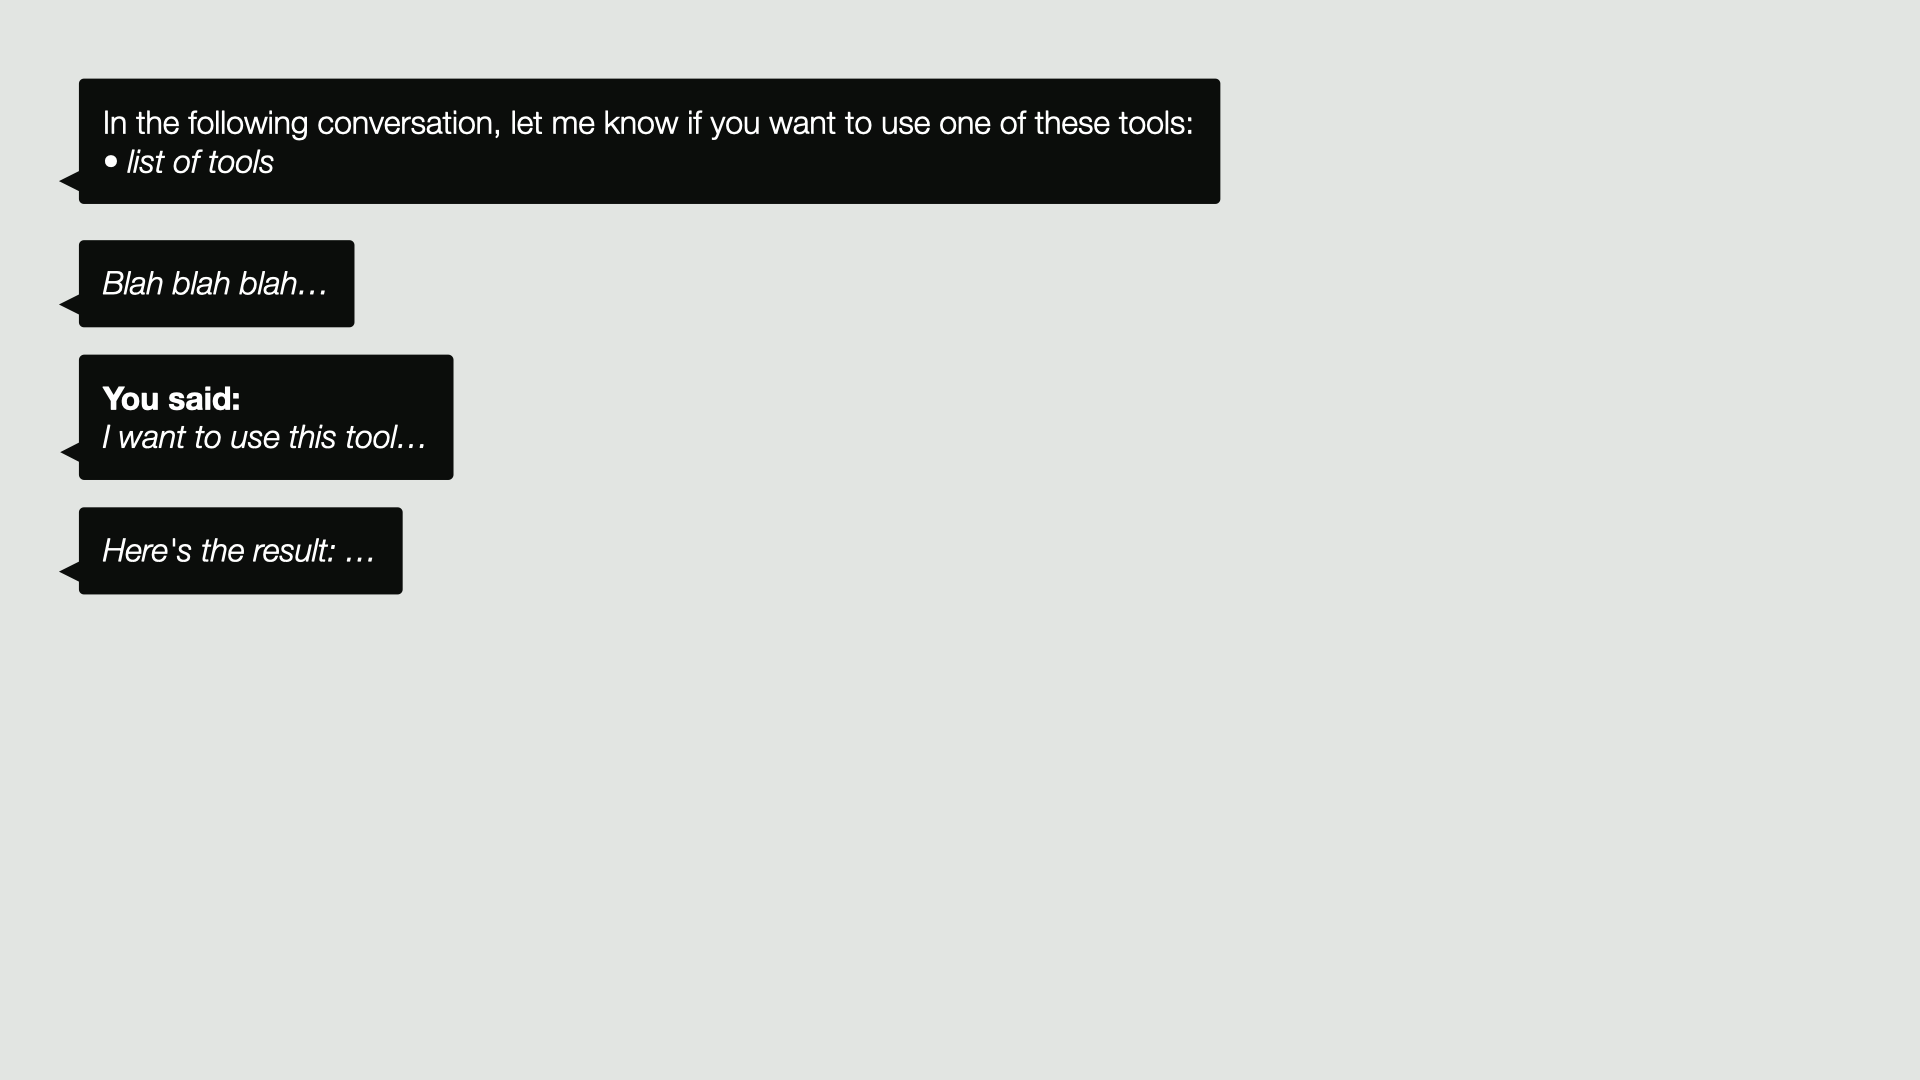 In the following conversation, let me know if you want to use one of these tools:
• list of tools
Blah blah blah…
You said:
I want to use this tool…
Here's the result: …